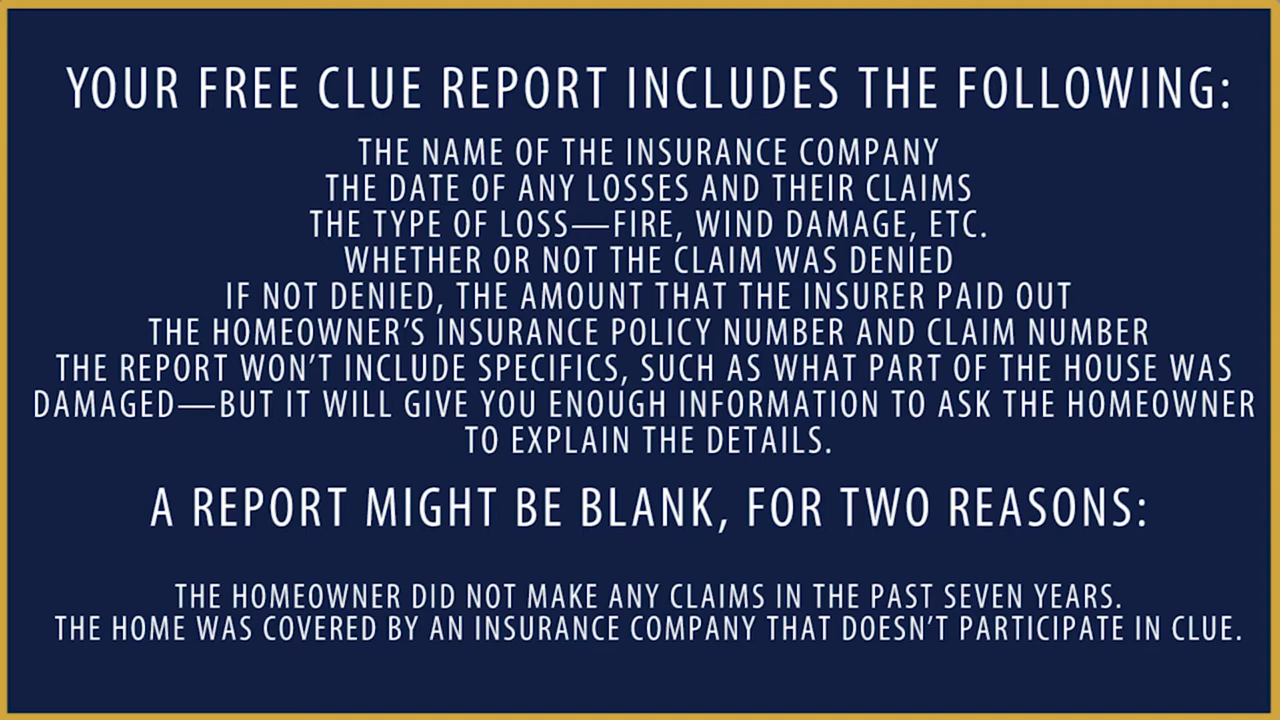 YOUR FREE CLUE REPORT INCLUDES THE FOLLOWING:
THE NAME OF THE INSURANCE COMPANY
THE DATE OF ANY LOSSES AND THEIR CLAIMS
THE TYPE OF LOSS—FIRE, WIND DAMAGE, ETC.
WHETHER OR NOT THE CLAIM WAS DENIED
IF NOT DENIED, THE AMOUNT THAT THE INSURER PAID OUT
THE HOMEOWNER’S INSURANCE POLICY NUMBER AND CLAIM NUMBER
THE REPORT WON’T INCLUDE SPECIFICS, SUCH AS WHAT PART OF THE HOUSE WAS
DAMAGED—BUT IT WILL GIVE YOU ENOUGH INFORMATION TO ASK THE HOMEOWNER
TO EXPLAIN THE DETAILS.
A REPORT MIGHT BE BLANK, FOR TWO REASONS:
THE HOMEOWNER DID NOT MAKE ANY CLAIMS IN THE PAST SEVEN YEARS.
THE HOME WAS COVERED BY AN INSURANCE COMPANY THAT DOESN’T PARTICIPATE IN CLUE.